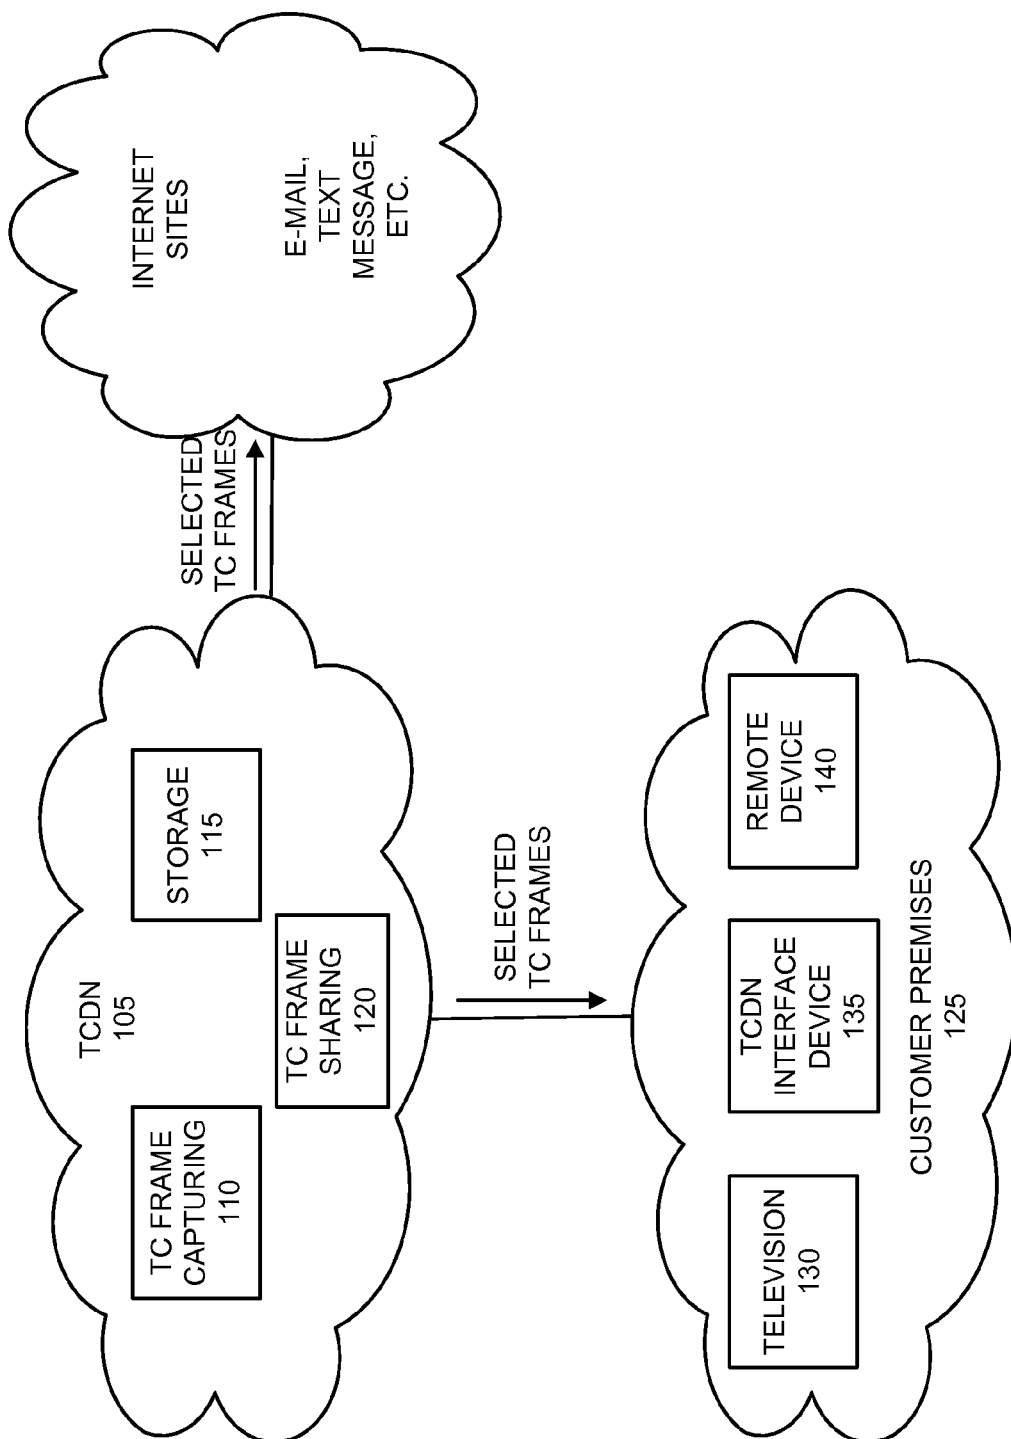 TCDN
105
TC FRAME
CAPTURING
110
STORAGE
115
TC FRAME
SHARING
120
SELECTED
TC FRAMES
INTERNET
SITES
E-MAIL,
TEXT
MESSAGE,
ETC.
SELECTED
TC FRAMES
TELEVISION
130
TCDN
INTERFACE
DEVICE
135
REMOTE
DEVICE
140
CUSTOMER PREMISES
125